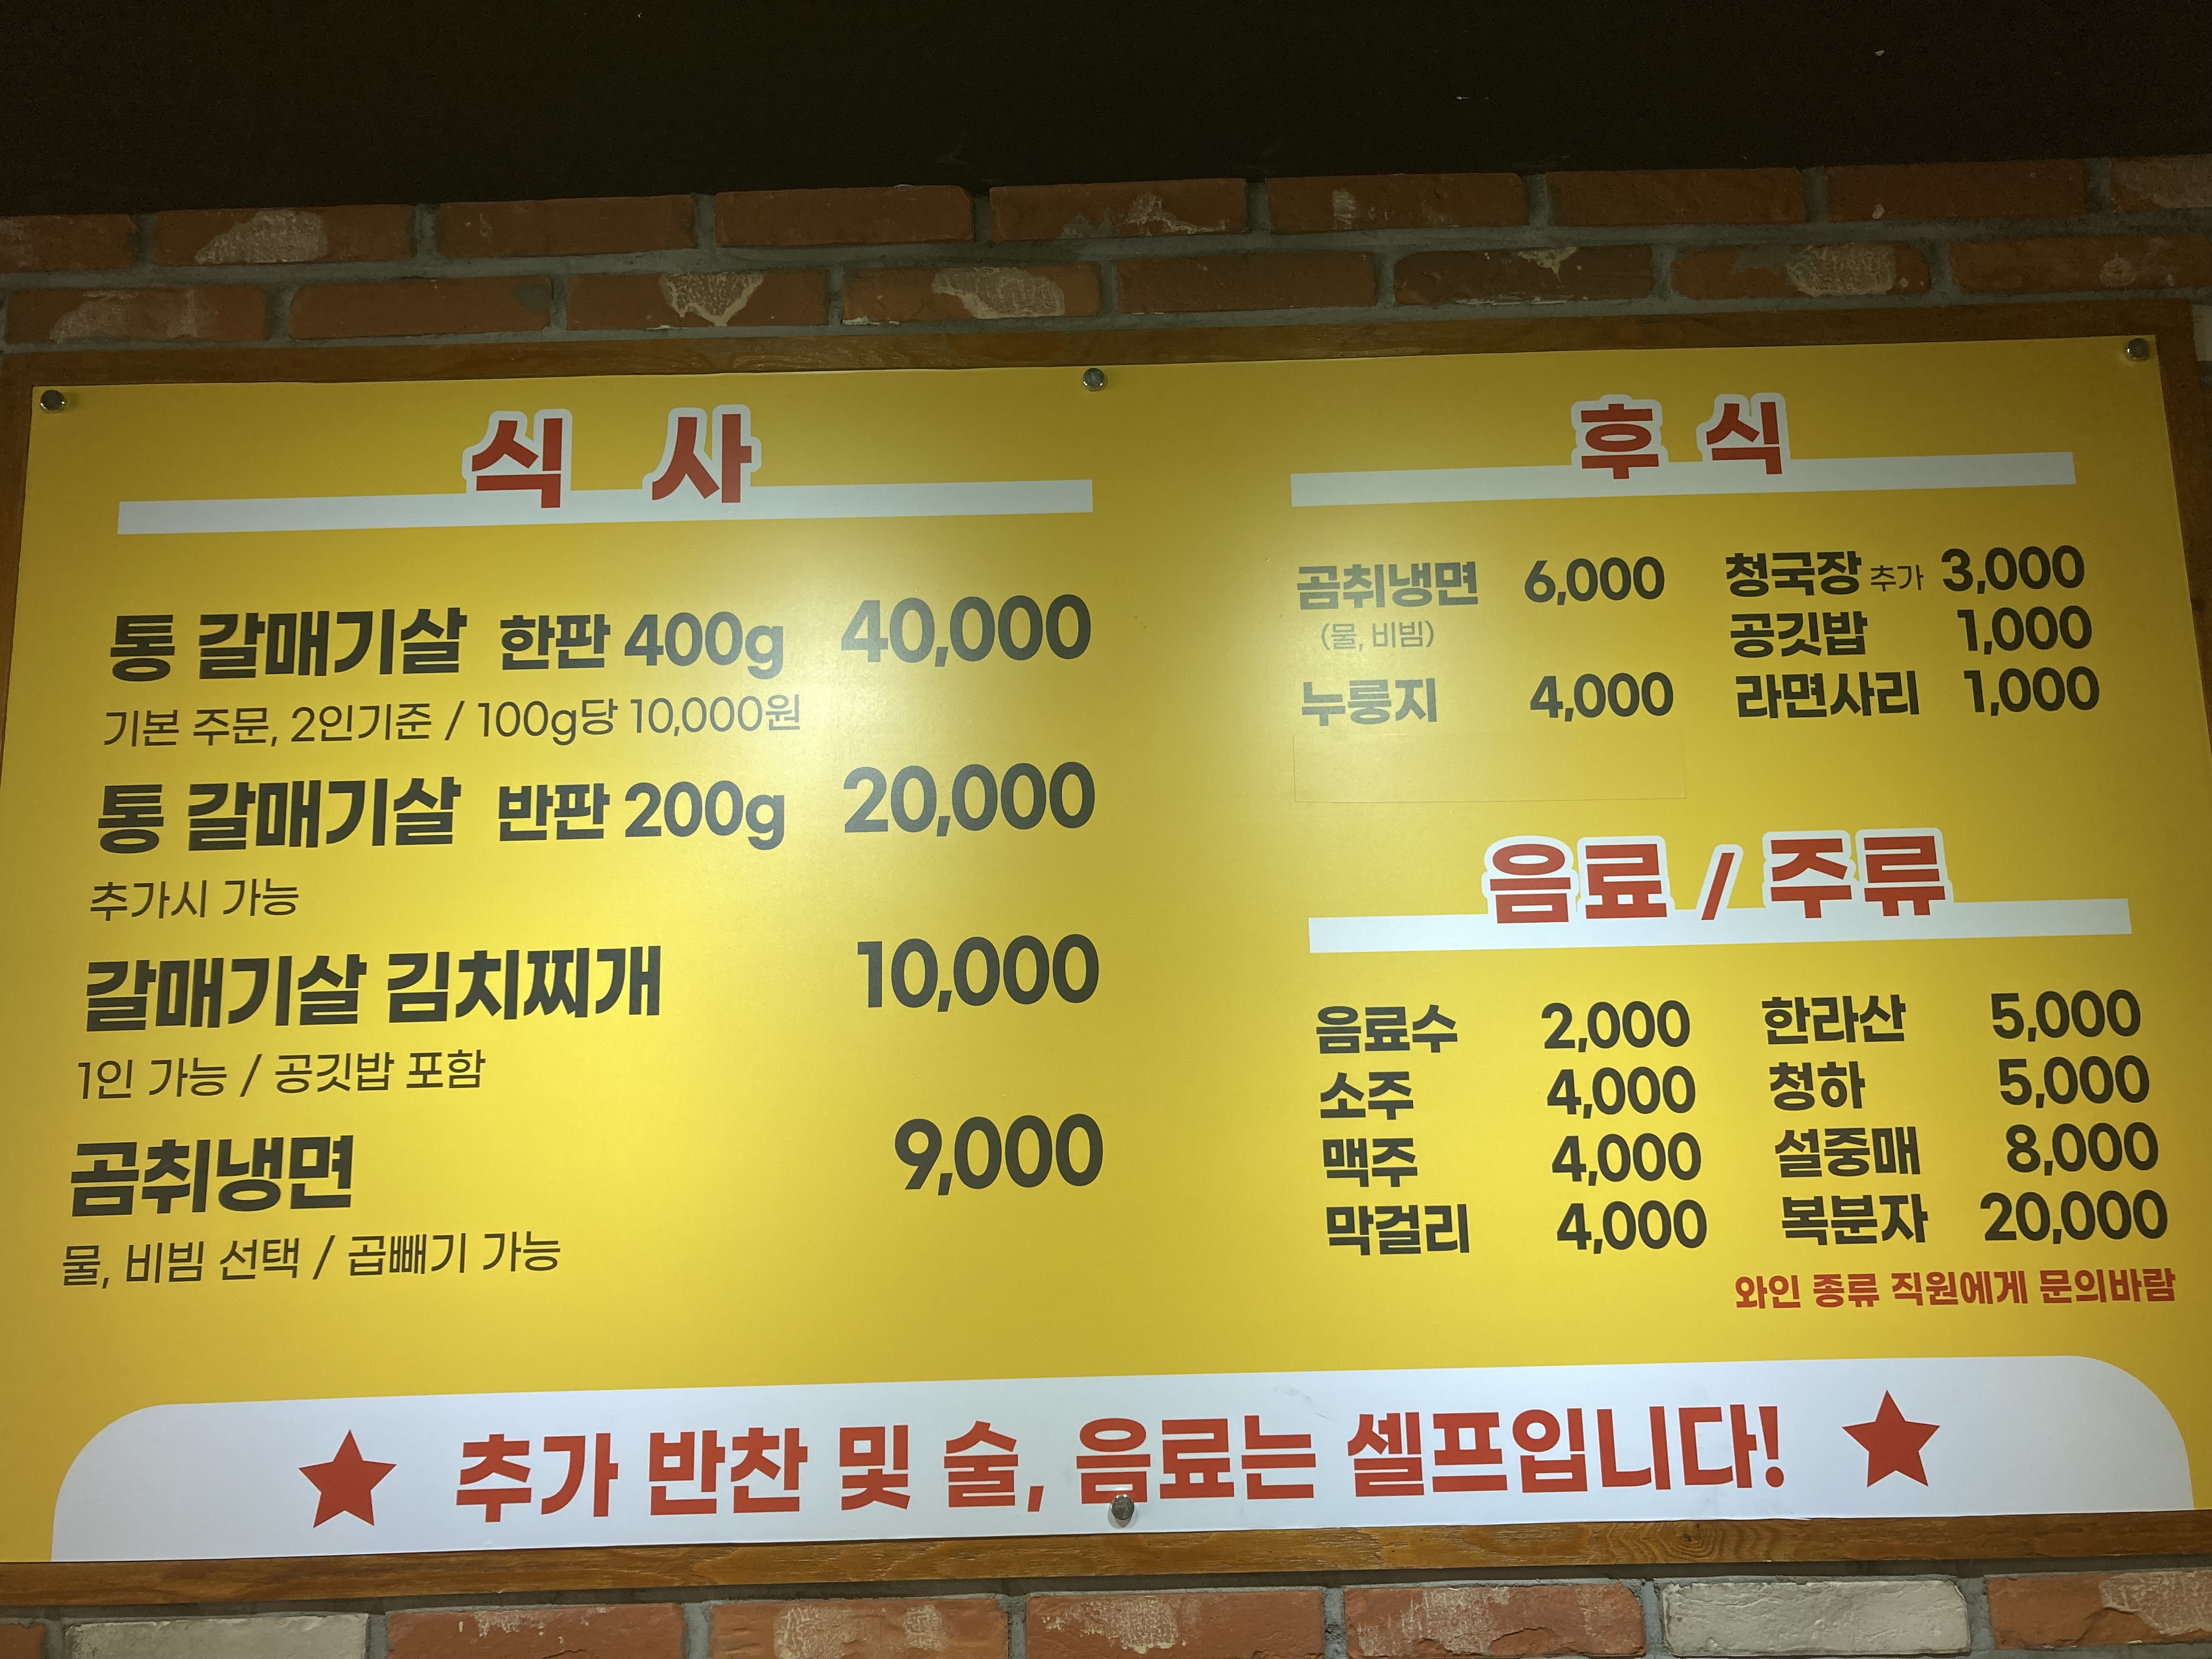 식 사
통 갈매기살 한판 400g 40,000
기본 주문, 2인기준 / 100g당 10,000원
통 갈매기살 반판 200g 20,000
추가시 가능
갈매기살 김치찌개 10,000
1인 가능 / 공깃밥 포함
곰취냉면 9,000
물, 비빔 선택 / 곱빼기 가능
후 식
곰취냉면 6,000
(물, 비빔)
누룽지 4,000
청국장 추가 3,000
공깃밥 1,000
라면사리 1,000
음료 / 주류
음료수 2,000
소주 4,000
맥주 4,000
막걸리 4,000
한라산 5,000
청하 5,000
설중매 8,000
복분자 20,000
와인 종류 직원에게 문의바람
★ 추가 반찬 및 술, 음료는 셀프입니다! ★